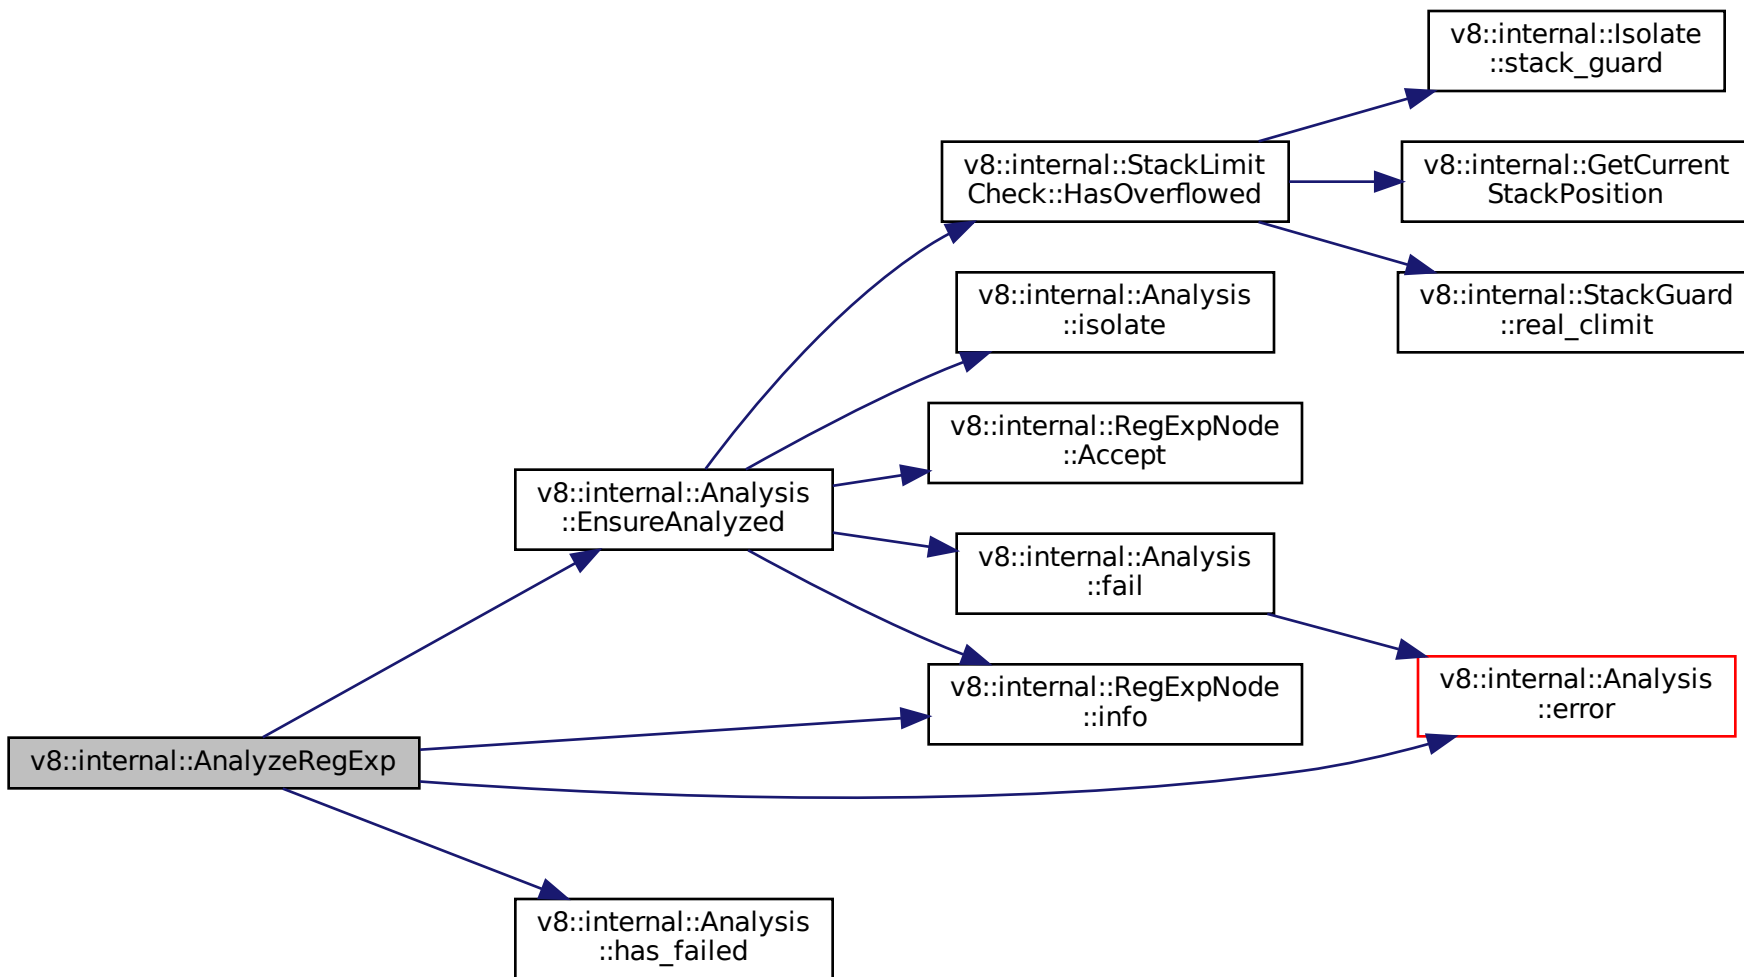 v8::internal::Isolate
::stack_guard
v8::internal::StackLimit
Check::HasOverflowed
v8::internal::GetCurrent
StackPosition
v8::internal::Analysis
::isolate
v8::internal::StackGuard
::real_climit
v8::internal::RegExpNode
::Accept
v8::internal::Analysis
::EnsureAnalyzed
v8::internal::Analysis
::fail
v8::internal::RegExpNode
::info
v8::internal::Analysis
::error
v8::internal::AnalyzeRegExp
v8::internal::Analysis
::has_failed